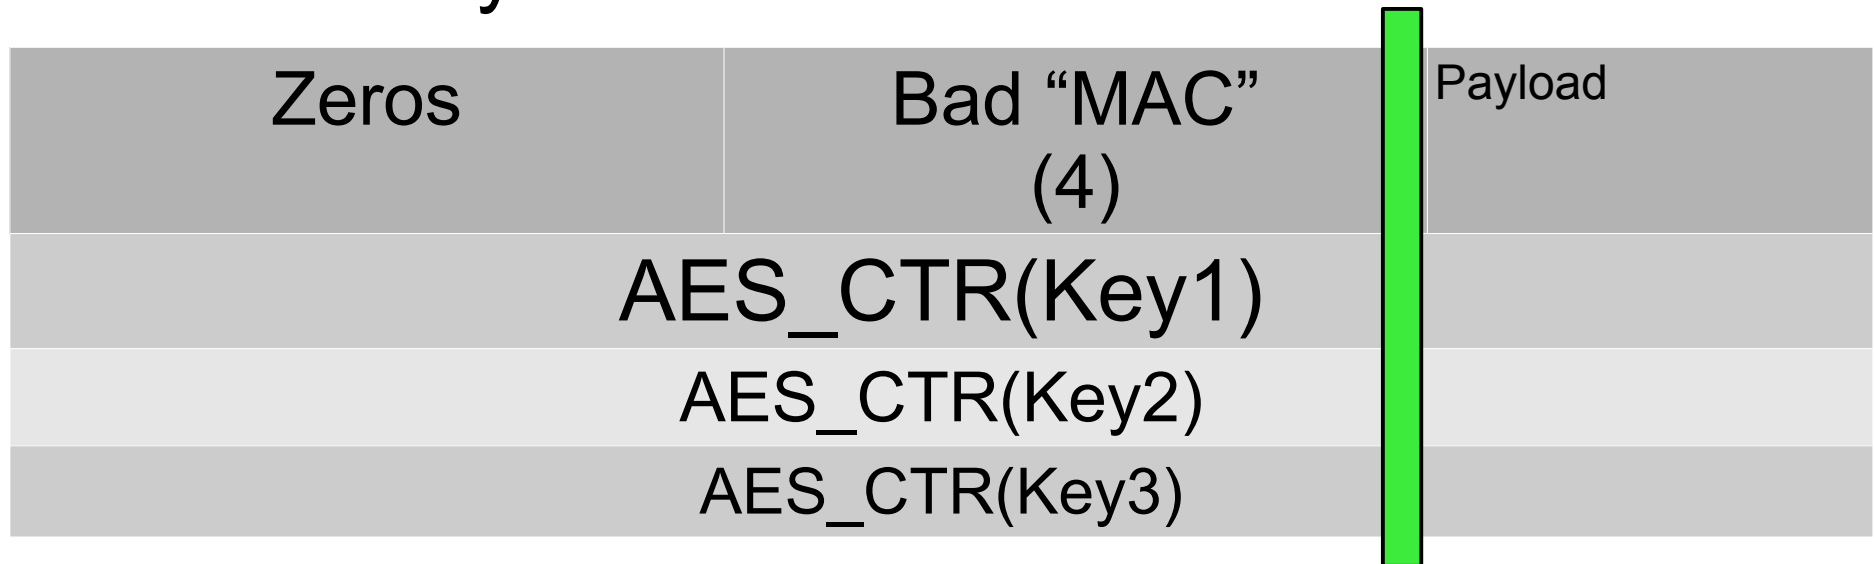 Zeros
Bad “MAC”
(4)
Payload
AES_CTR(Key1)
AES_CTR(Key2)
AES_CTR(Key3)